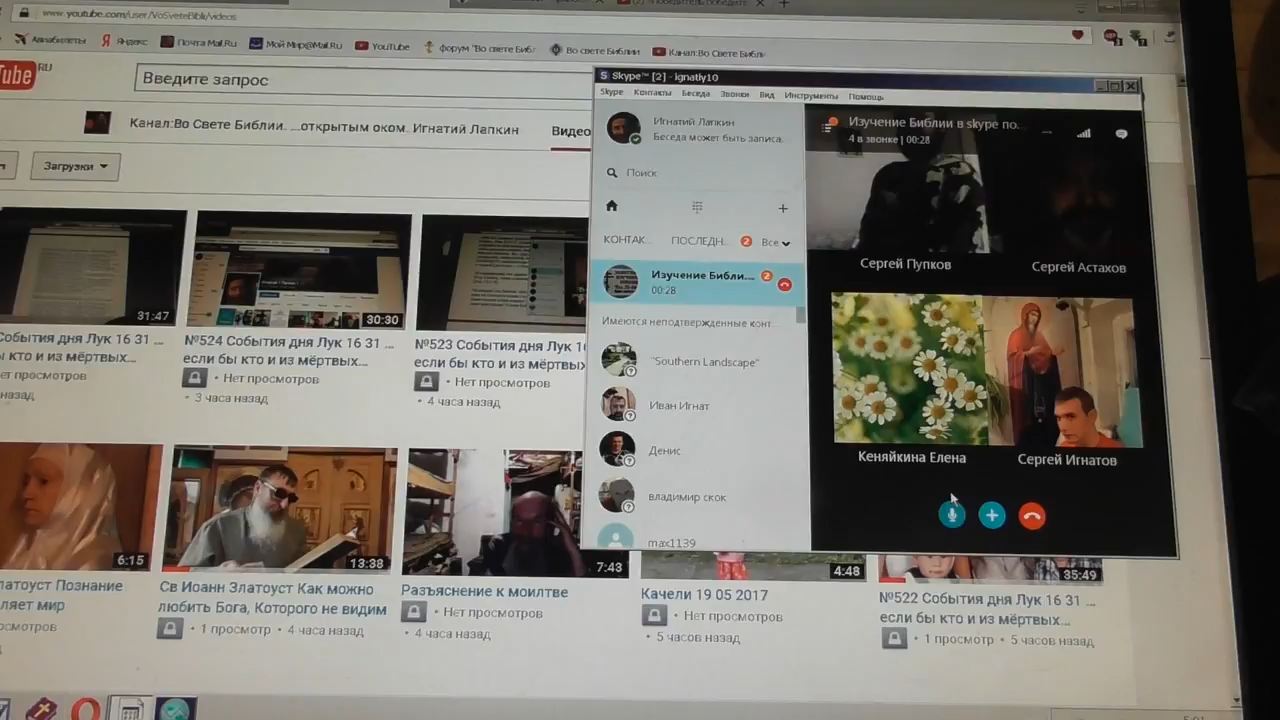 www.youtube.com/user/VoSveteBiblii/videos
Авиабилеты
Яндекс
Почта Mail.Ru
Мой Мир@Mail.Ru
YouTube
форум "Во свете Библ
Во свете Библии
Канал:Во Свете Библи
Tube RU
Введите запрос
Канал:Во Свете Библии. ...открытым оком. Игнатий Лапкин
Видео
Загрузки
31:47
30:30
События дня Лук 16 31 ...
ы кто и из мёртвых...
ет просмотров
назад
№524 События дня Лук 16 31 ...
если бы кто и из мёртвых...
• Нет просмотров
• 3 часа назад
№523 События дня Лук 1
если бы кто и из мёртвых
• Нет просмотров
• 4 часа назад
6:15
13:38
7:43
4:48
35:49
латоуст Познание
ляет мир
смотров
Св Иоанн Златоуст Как можно
любить Бога, Которого не видим
• 1 просмотр • 4 часа назад
Разъяснение к моилтве
• Нет просмотров
• 4 часа назад
Качели 19 05 2017
• Нет просмотров
• 5 часов назад
№522 События дня Лук 16 31 ...
если бы кто и из мёртвых...
• 1 просмотр • 5 часов назад
Skype™ [2] - ignatiy10
Skype Контакты Беседа Звонки Вид Инструменты Помощь
Игнатий Лапкин
Беседа может быть записа.
Поиск
КОНТАК... ПОСЛЕДН... 2 Все
Изучение Библи... 2
00:28
Имеются неподтвержденные конт
"Southern Landscape"
Иван Игнат
Денис
владимир скок
max1139
Изучение Библии в skype по...
4 в звонке | 00:28
Сергей Пупков
Сергей Астахов
Кеняйкина Елена
Сергей Игнатов